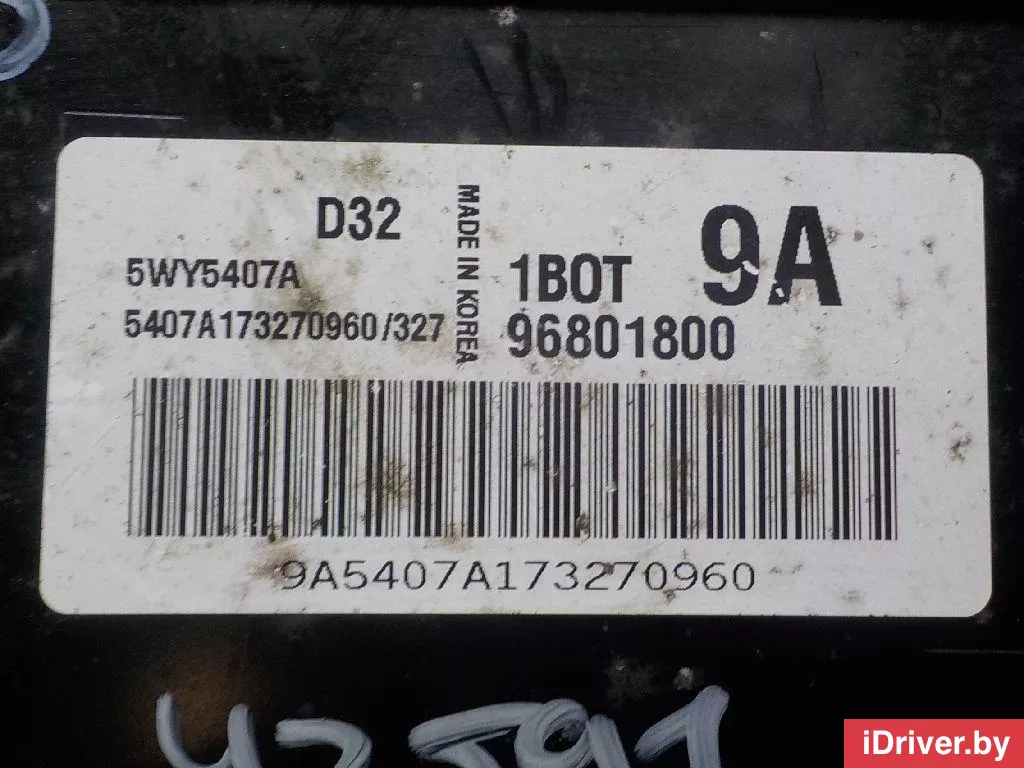 D32
5WY5407A
5407A173270960/327
MADE IN KOREA
9A
1BOT
96801800
9A5407A173270960
iDriver.by